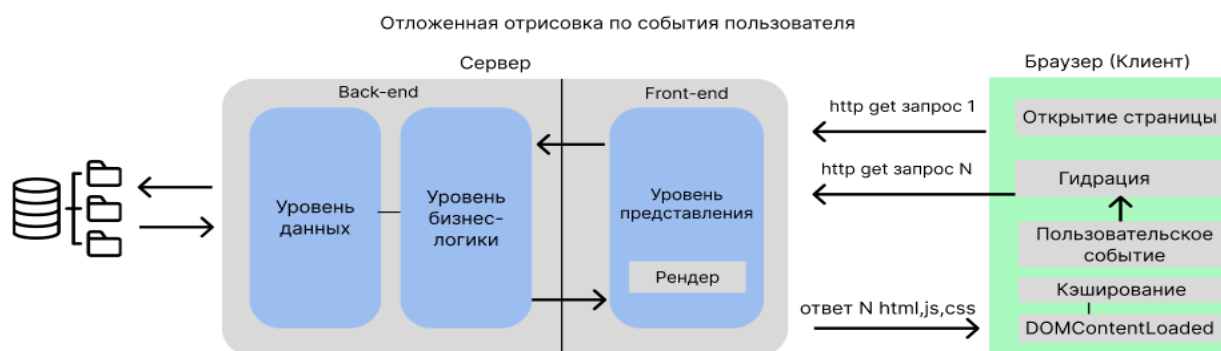 Отложенная отрисовка по события пользователя
Сервер
Браузер (Клиент)
Back-end
Front-end
http get запрос 1
Открытие страницы
http get запрос N
Гидрация
Уровень
данных
Уровень
бизнес-
логики
Уровень
представления
Рендер
Пользовательское
событие
Кэширование
ответ N html,js,css
DOMContentLoaded